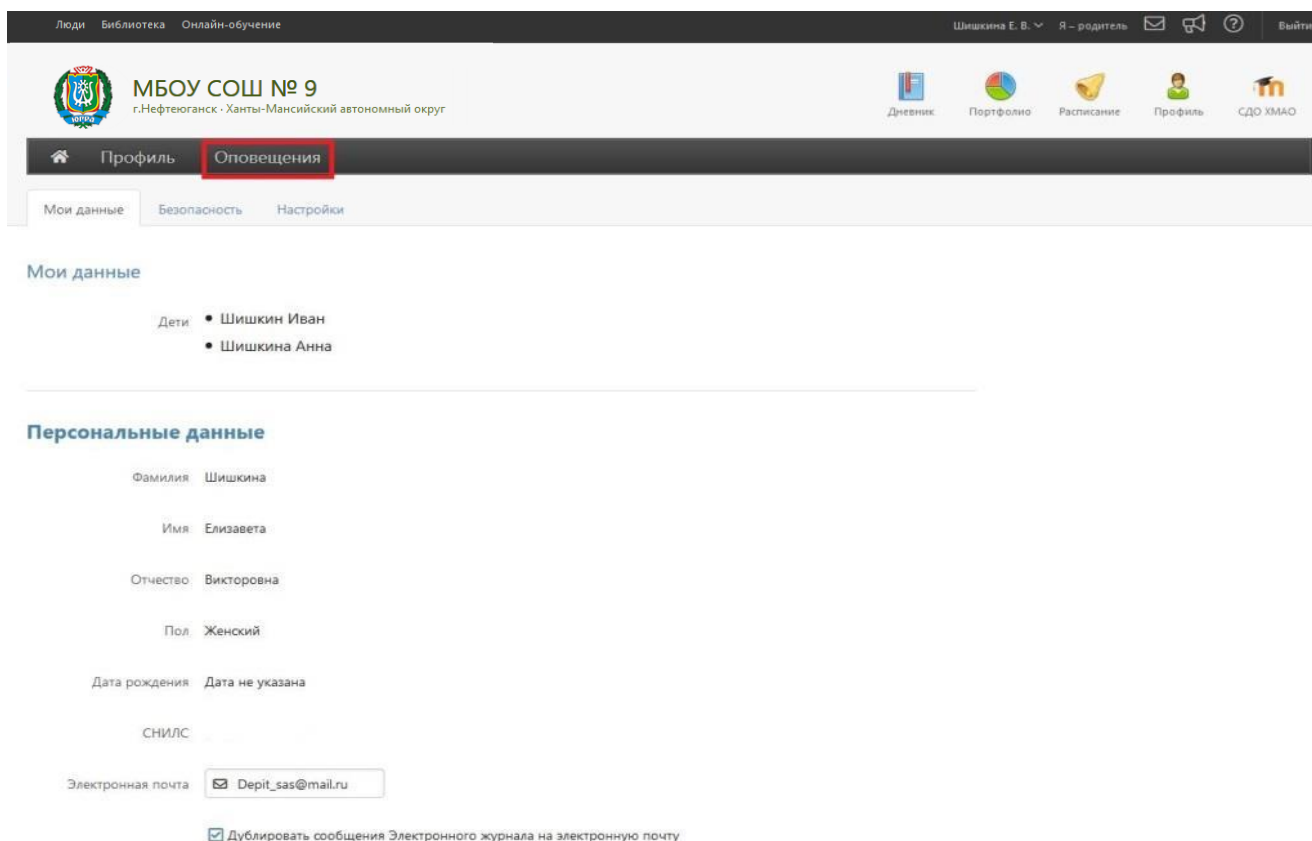 Люди Библиотека Онлайн-обучение Шишкина Е. В. Я – родитель Выйти
МБОУ СОШ № 9
г.Нефтеюганск · Ханты-Мансийский автономный округ
Дневник Портфолио Расписание Профиль СДО ХМАО
ЮГРА
Профиль Оповещения
Мои данные Безопасность Настройки
Мои данные
Дети • Шишкин Иван
• Шишкина Анна
Персональные данные
Фамилия Шишкина
Имя Елизавета
Отчество Викторовна
Пол Женский
Дата рождения Дата не указана
СНИЛС
Электронная почта Depit_sas@mail.ru
Дублировать сообщения Электронного журнала на электронную почту